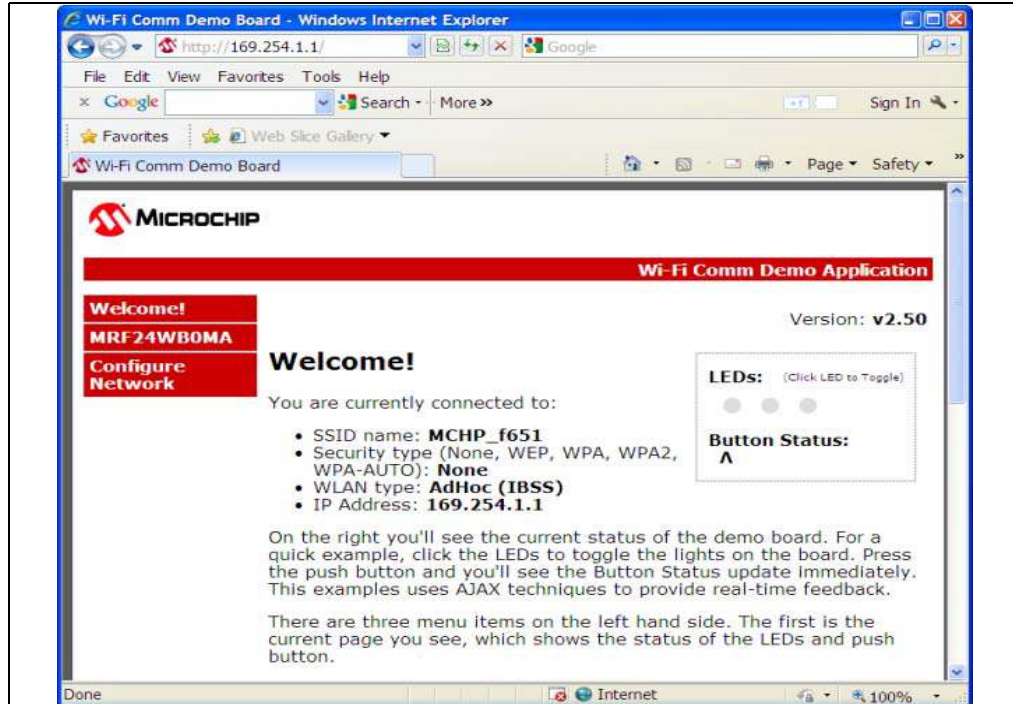 Wi-Fi Comm Demo Board - Windows Internet Explorer
http://169.254.1.1/
Google
File Edit View Favorites Tools Help
x Google
Search
More »
Sign In
Favorites
Web Slice Gallery
Wi-Fi Comm Demo Board
Page
Safety
»
MICROCHIP
Wi-Fi Comm Demo Application
Welcome!
MRF24WB0MA
Configure
Network
Version: v2.50
Welcome!
You are currently connected to:
• SSID name: MCHP_f651
• Security type (None, WEP, WPA, WPA2,
WPA-AUTO): None
• WLAN type: AdHoc (IBSS)
• IP Address: 169.254.1.1
LEDs: (Click LED to Toggle)
Button Status:
Λ
On the right you'll see the current status of the demo board. For a
quick example, click the LEDs to toggle the lights on the board. Press
the push button and you'll see the Button Status update immediately.
This examples uses AJAX techniques to provide real-time feedback.
There are three menu items on the left hand side. The first is the
current page you see, which shows the status of the LEDs and push
button.
Done
Internet
100%